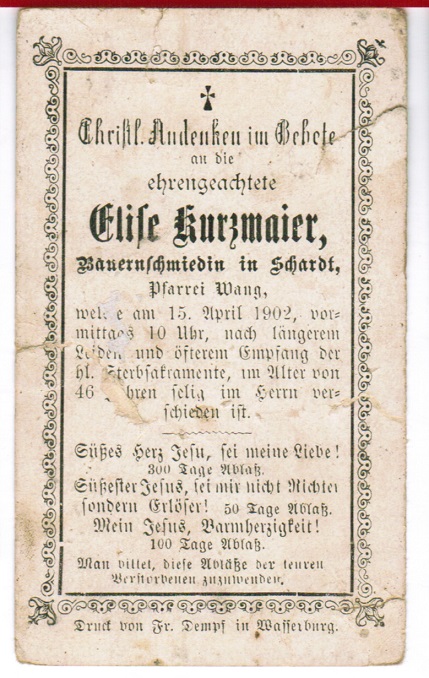 Christl. Andenken im Gebete
an die
ehrengeachtete
Elise Kurzmaier,
Bauernschmiedin in Schardt,
Pfarrei Wang,
am 15. April 1902, vor-
mittags 10 Uhr, nach längerem
Leiden und öfterem Empfang der
hl. Sterbsakramente, im Alter von
46 Jahren selig im Herrn ver-
schieden ist.
Süßes Herz Jesu, sei meine Liebe!
300 Tage Ablaß.
Süßester Jesus, sei mir nicht Richter
sondern Erlöser! 50 Tage Ablaß.
Mein Jesus, Barmherzigkeit!
100 Tage Ablaß.
Man bittet, diese Abläße der teuren
Verstorbenen zuzuwenden.
Druck von Fr. Dempf in Wasserburg.